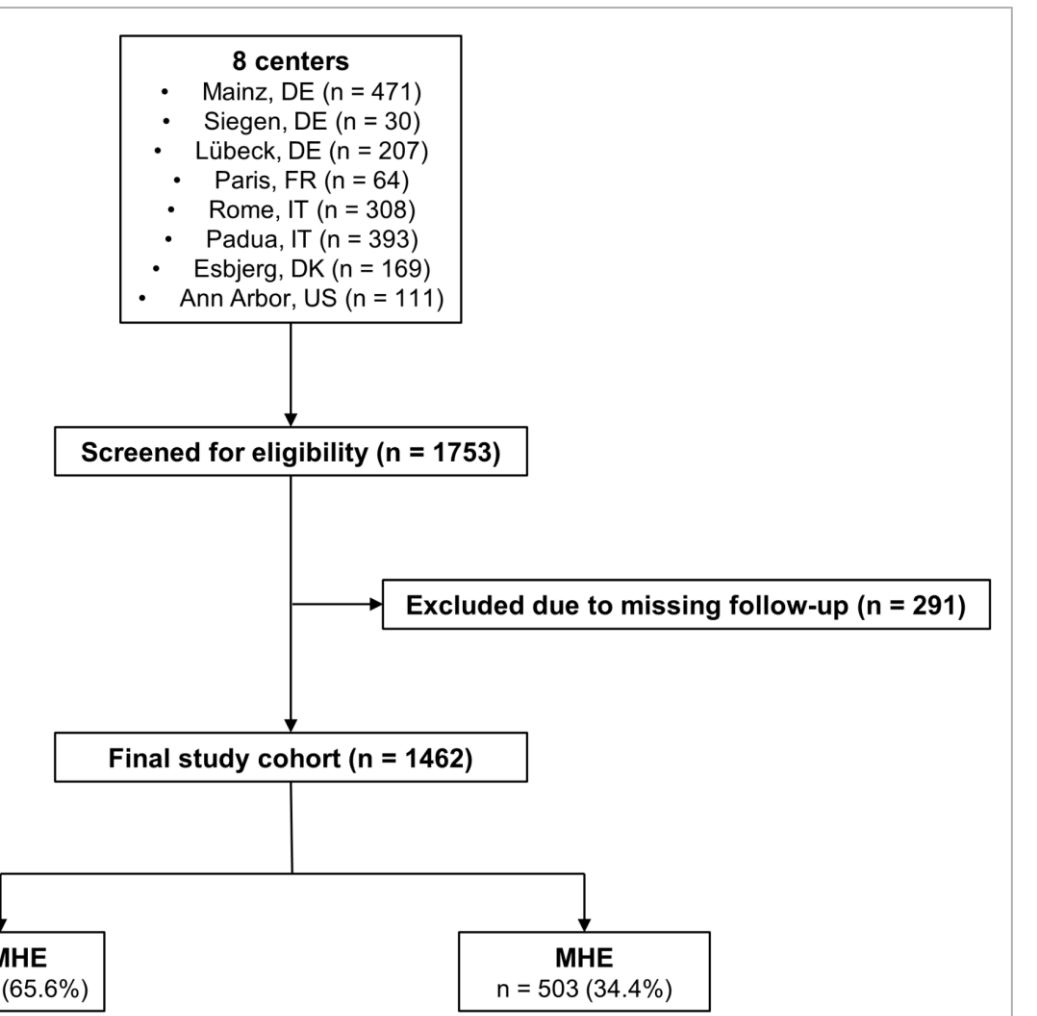 8 centers
• Mainz, DE (n = 471)
• Siegen, DE (n = 30)
• Lübeck, DE (n = 207)
• Paris, FR (n = 64)
• Rome, IT (n = 308)
• Padua, IT (n = 393)
• Esbjerg, DK (n = 169)
• Ann Arbor, US (n = 111)
Screened for eligibility (n = 1753)
Excluded due to missing follow-up (n = 291)
Final study cohort (n = 1462)
MHE
(65.6%)
MHE
n = 503 (34.4%)